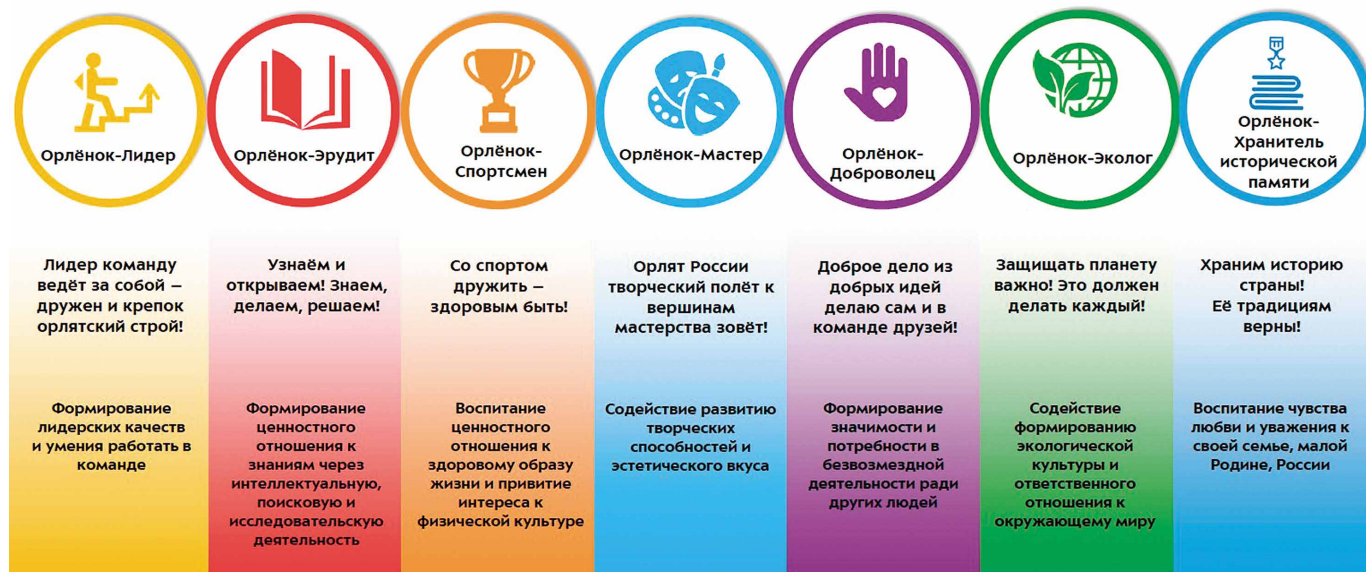 Орлёнок-Лидер
Орлёнок-Эрудит
Орлёнок-
Спортсмен
Орлёнок-Мастер
Орлёнок-
Доброволец
Орлёнок-Эколог
Орлёнок-
Хранитель
исторической
памяти
Лидер команду
ведёт за собой –
дружен и крепок
орлятский строй!
Узнаём и
открываем! Знаем,
делаем, решаем!
Со спортом
дружить –
здоровым быть!
Орлят России
творческий полёт к
вершинам
мастерства зовёт!
Доброе дело из
добрых идей
делаю сам и в
команде друзей!
Защищать планету
важно! Это должен
делать каждый!
Храним историю
страны!
Её традициям
верны!
Формирование
лидерских качеств
и умения работать в
команде
Формирование
ценностного
отношения к
знаниям через
интеллектуальную,
поисковую и
исследовательскую
деятельность
Воспитание
ценностного
отношения к
здоровому образу
жизни и привитие
интереса к
физической культуре
Содействие развитию
творческих
способностей и
эстетического вкуса
Формирование
значимости и
потребности в
безвозмездной
деятельности ради
других людей
Содействие
формированию
экологической
культуры и
ответственного
отношения к
окружающему миру
Воспитание чувства
любви и уважения к
своей семье, малой
Родине, России